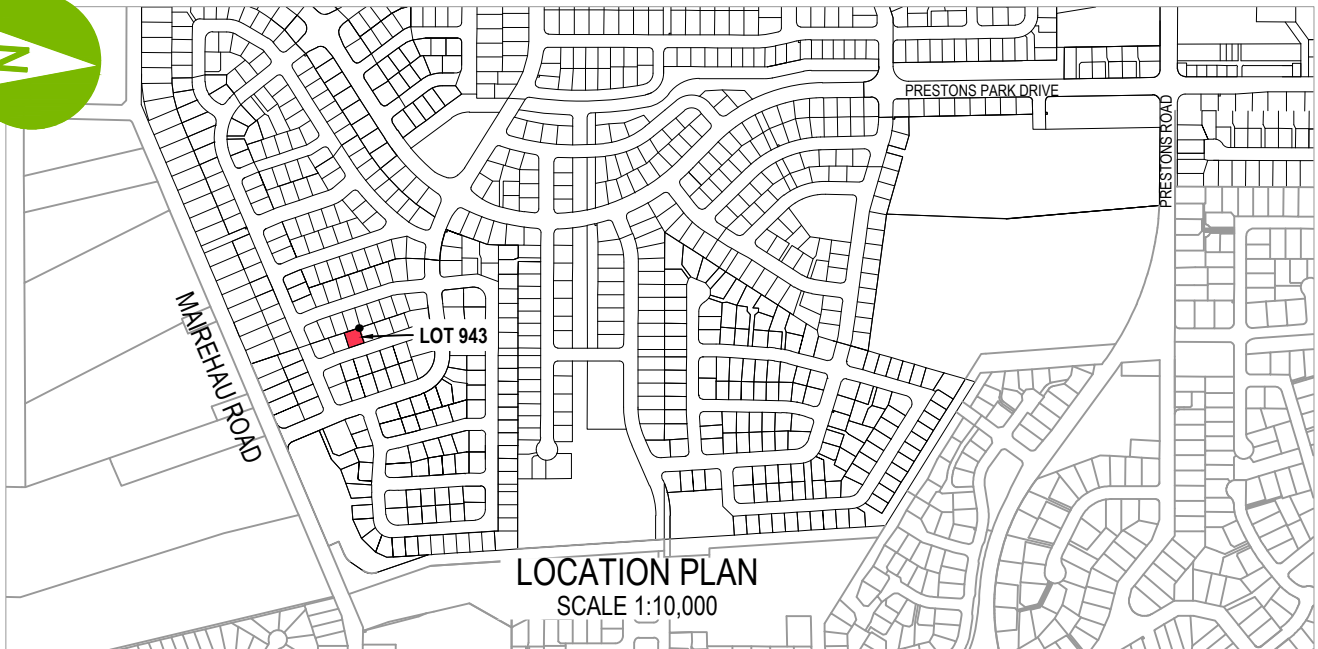 N
PRESTONS PARK DRIVE
PRESTONS ROAD
LOT 943
MAIREHAU ROAD
LOCATION PLAN
SCALE 1:10,000